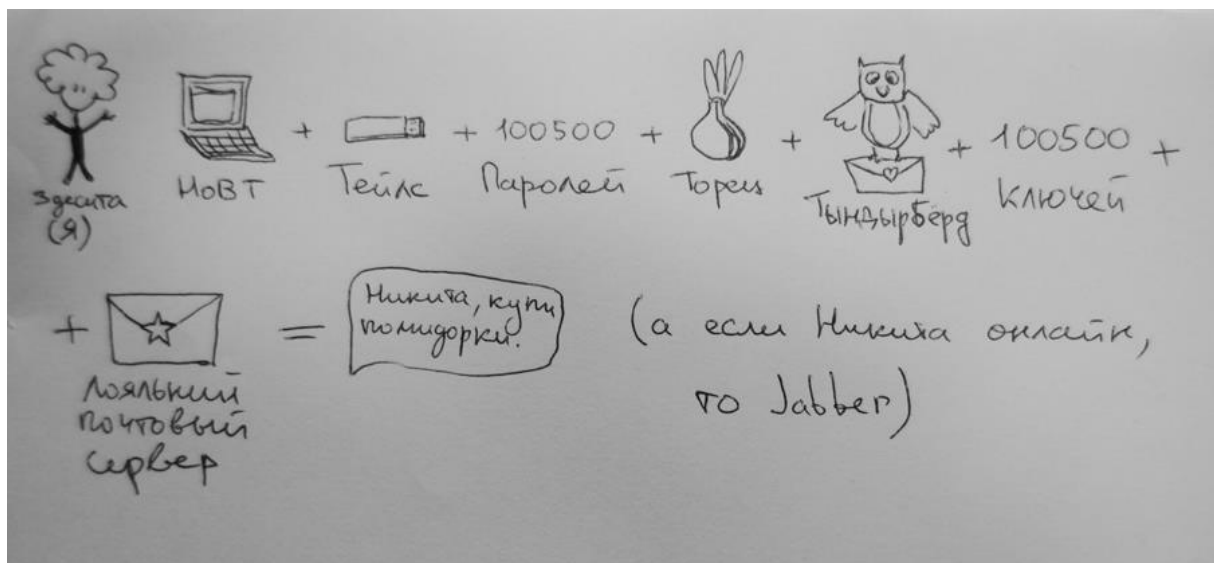 Здесита
(Я)
НОВТ
+
Тейлс
+ 100500
Паролей
+
Торец
+
Тындырбёрд
+ 100500
Ключей
+
+
Лояльный
почтовый
сервер
=
Никита, купи
помидорки.
(а если Никита онлайн,
то Jabber)